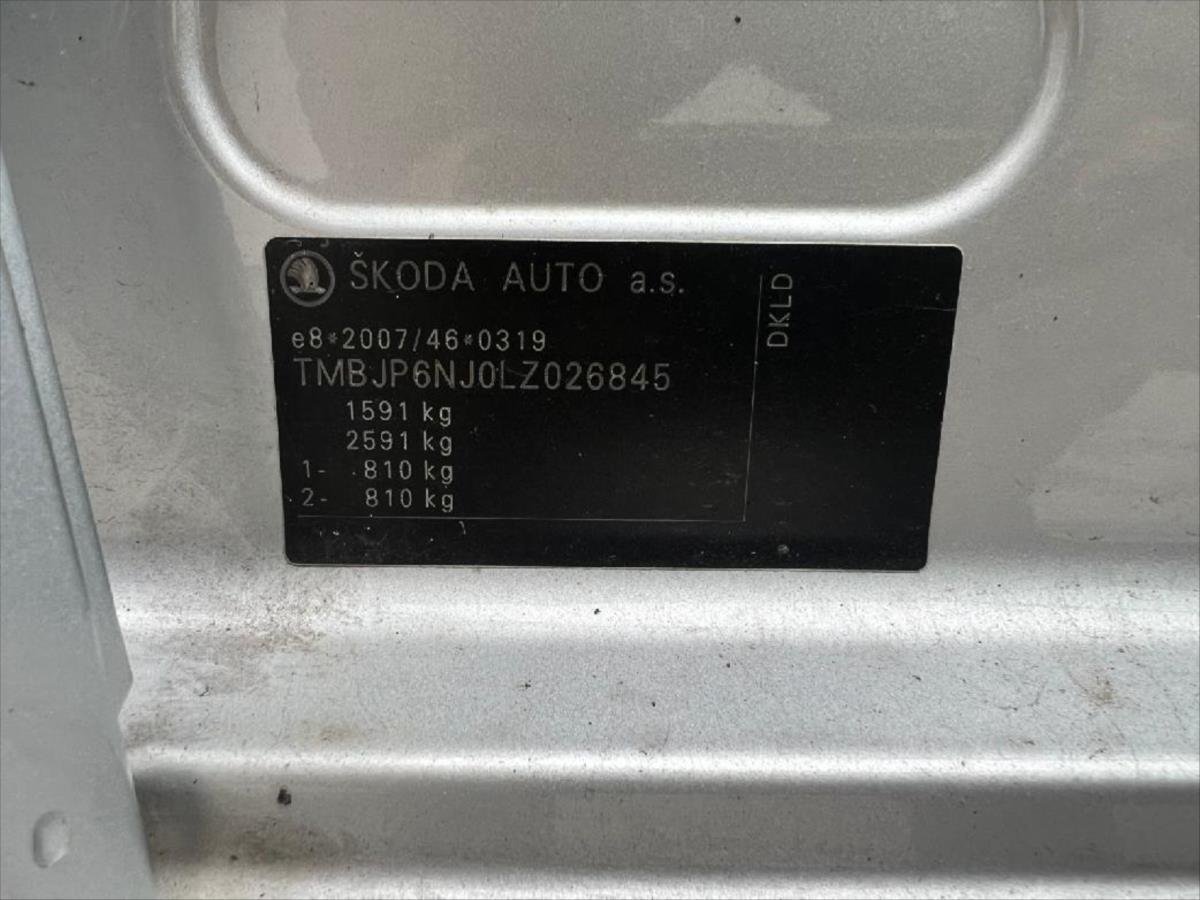 ŠKODA AUTO a.s.
e8*2007/46*0319
TMBJP6NJ0LZ026845
1591 kg
2591 kg
1- 810 kg
2- 810 kg
DKLD